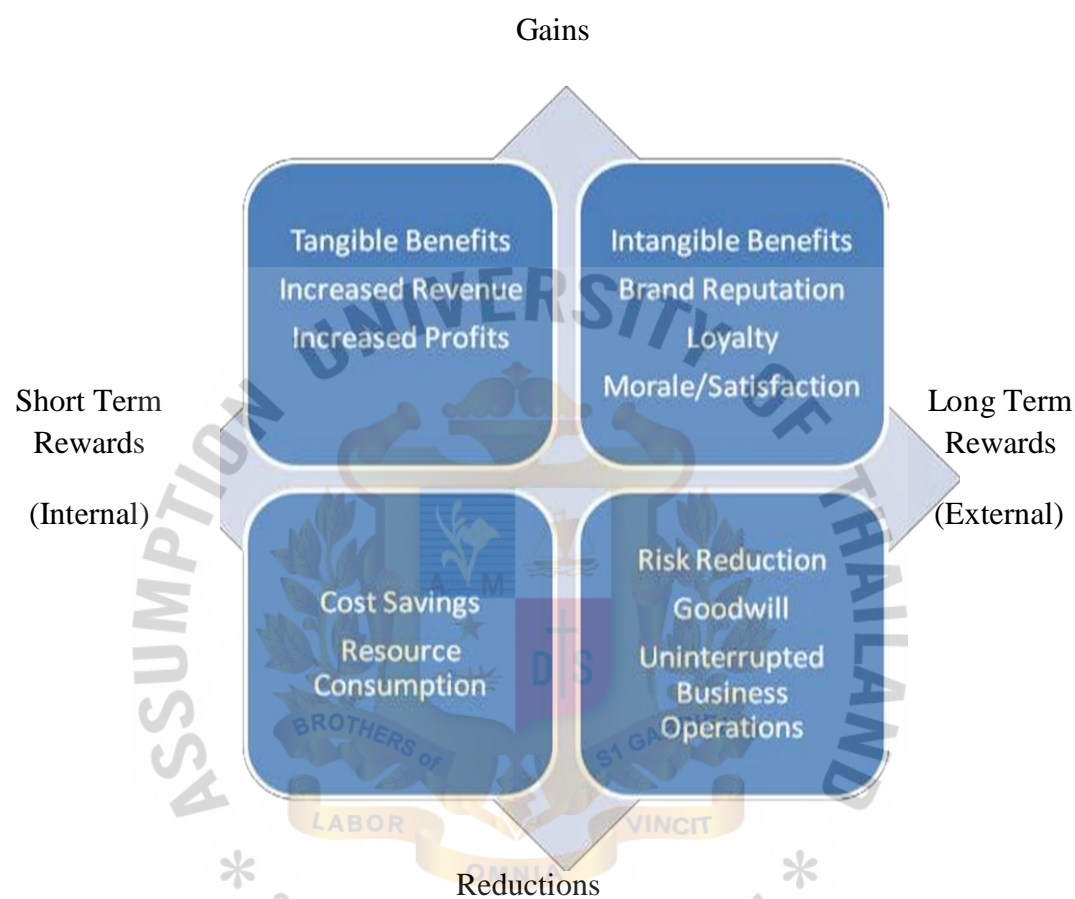 Gains
Tangible Benefits
Increased Revenue
Increased Profits
Intangible Benefits
Brand Reputation
Loyalty
Morale/Satisfaction
Short Term
Rewards
(Internal)
Long Term
Rewards
(External)
Cost Savings
Resource
Consumption
Risk Reduction
Goodwill
Uninterrupted
Business
Operations
Reductions
ASSUMPTION UNIVERSITY OF THAILAND
A M
D S
BROTHERS of
LABOR
OMNIA
VINCIT